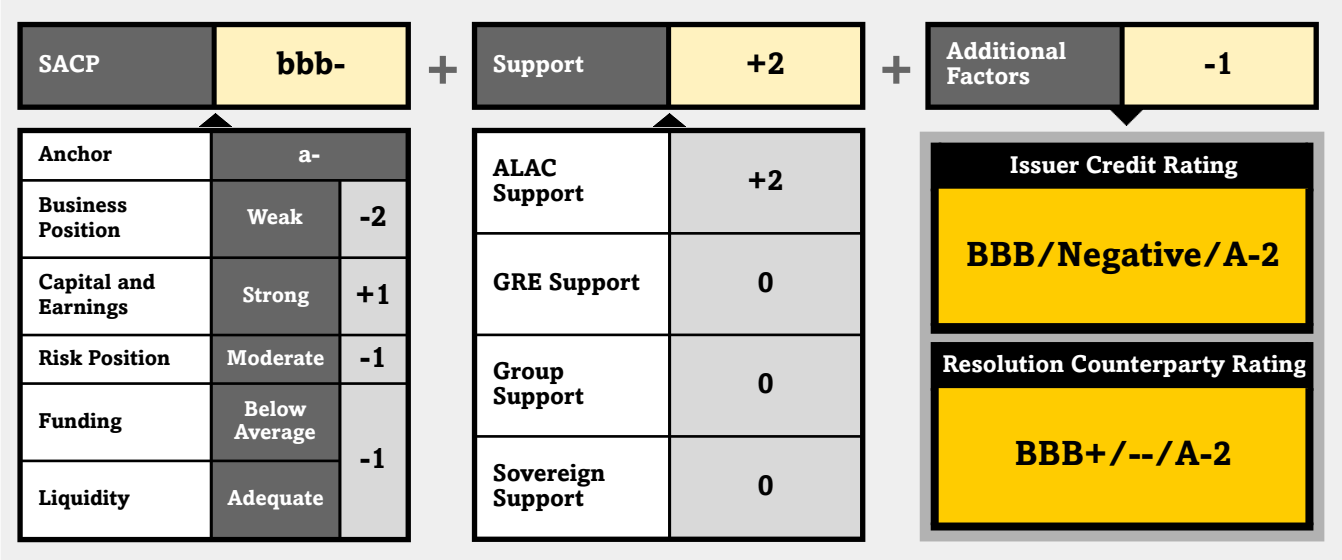 SACP
bbb-
+
Support
+2
+
Additional
Factors
-1
Anchor
a-
Business
Position
Weak
-2
Capital and
Earnings
Strong
+1
Risk Position
Moderate
-1
Funding
Below
Average
-1
Liquidity
Adequate
ALAC
Support
+2
GRE Support
0
Group
Support
0
Sovereign
Support
0
Issuer Credit Rating
BBB/Negative/A-2
Resolution Counterparty Rating
BBB+/--/A-2